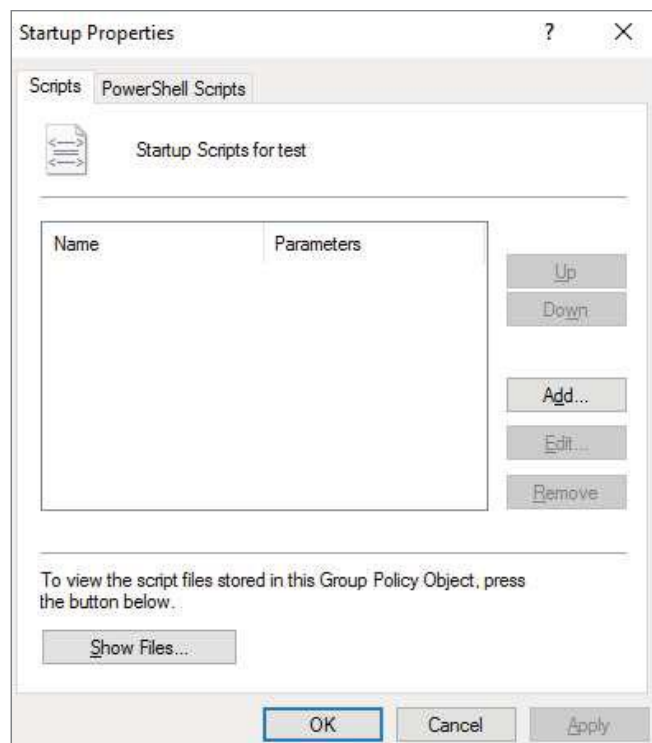 Startup Properties
?
Scripts
PowerShell Scripts
Startup Scripts for test
Name
Parameters
Up
Down
Add...
Edit...
Remove
To view the script files stored in this Group Policy Object, press
the button below.
Show Files...
OK
Cancel
Apply